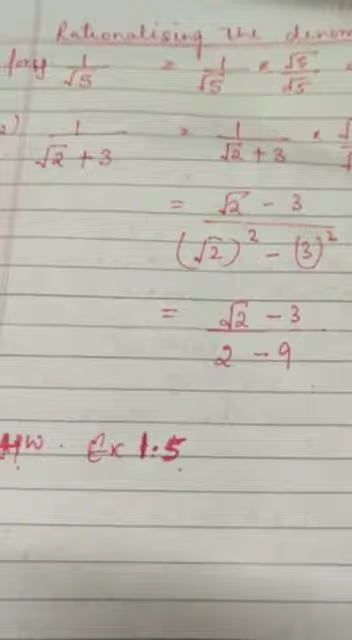 Rationalising the denom
1/√5 = 1/√5 × √5/√5
2) 1/(√2 + 3) = 1/(√2 + 3) ×
= (√2 - 3)/((√2)² - (3)²)
= (√2 - 3)/(2 - 9)
HW. Ex 1.5